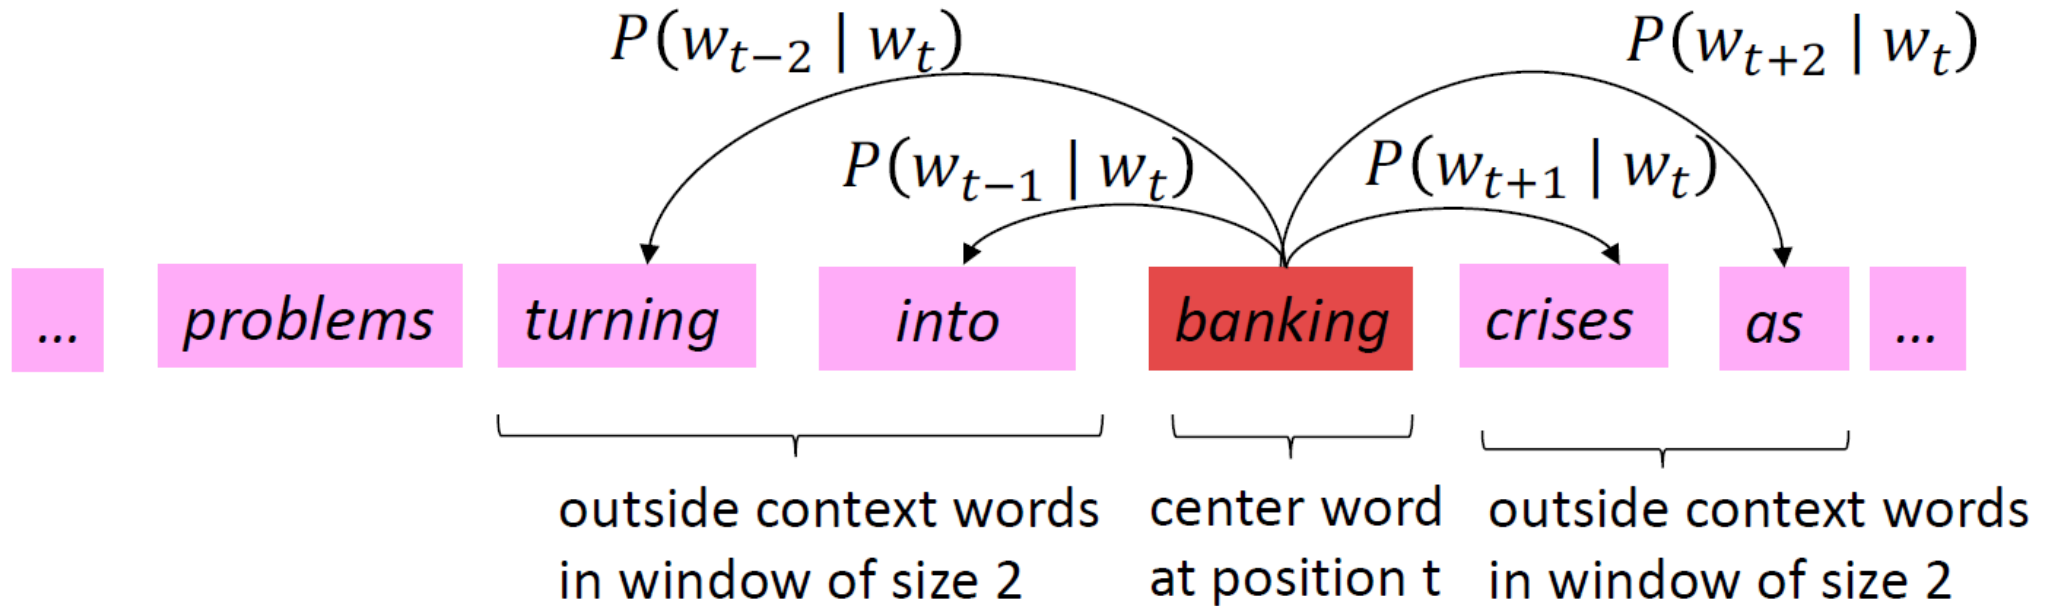 P(w_{t−2} | w_t) P(w_{t+2} | w_t)
P(w_{t−1} | w_t) P(w_{t+1} | w_t)
... problems turning into banking crises as ...
outside context words
in window of size 2
center word
at position t
outside context words
in window of size 2